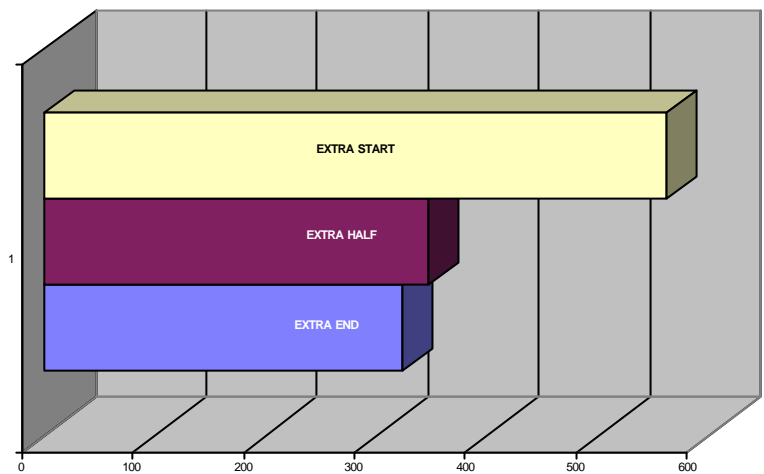 EXTRA START
EXTRA HALF
1
EXTRA END
0 100 200 300 400 500 600